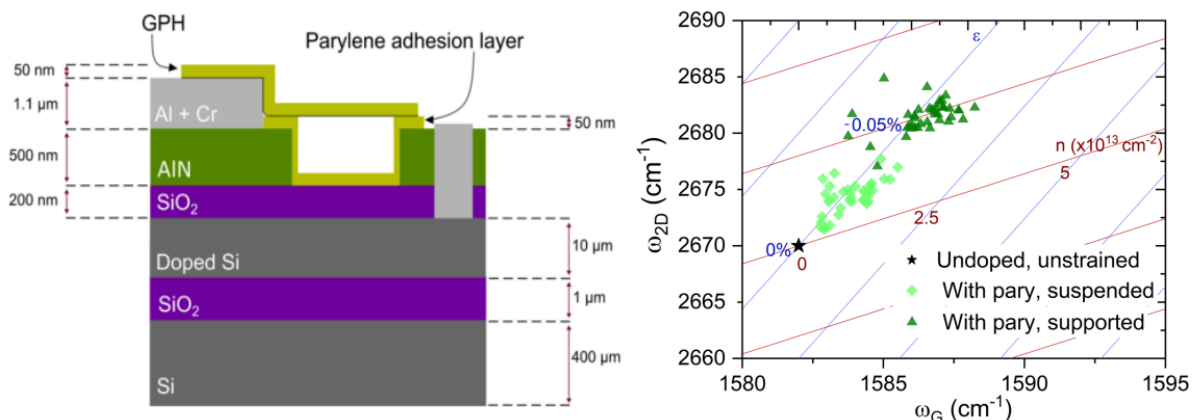 GPH
Parylene adhesion layer
50 nm
1.1 μm
Al + Cr
50 nm
500 nm
AlN
200 nm
SiO₂
Doped Si
10 μm
SiO₂
1 μm
Si
400 μm
2690
2685
2680
2675
2670
2665
2660
ω2D (cm⁻¹)
ε
-0.05%
n (x10¹³ cm⁻²)
5
2.5
0%
0
Undoped, unstrained
With pary, suspended
With pary, supported
1580
1585
1590
1595
ωG (cm⁻¹)